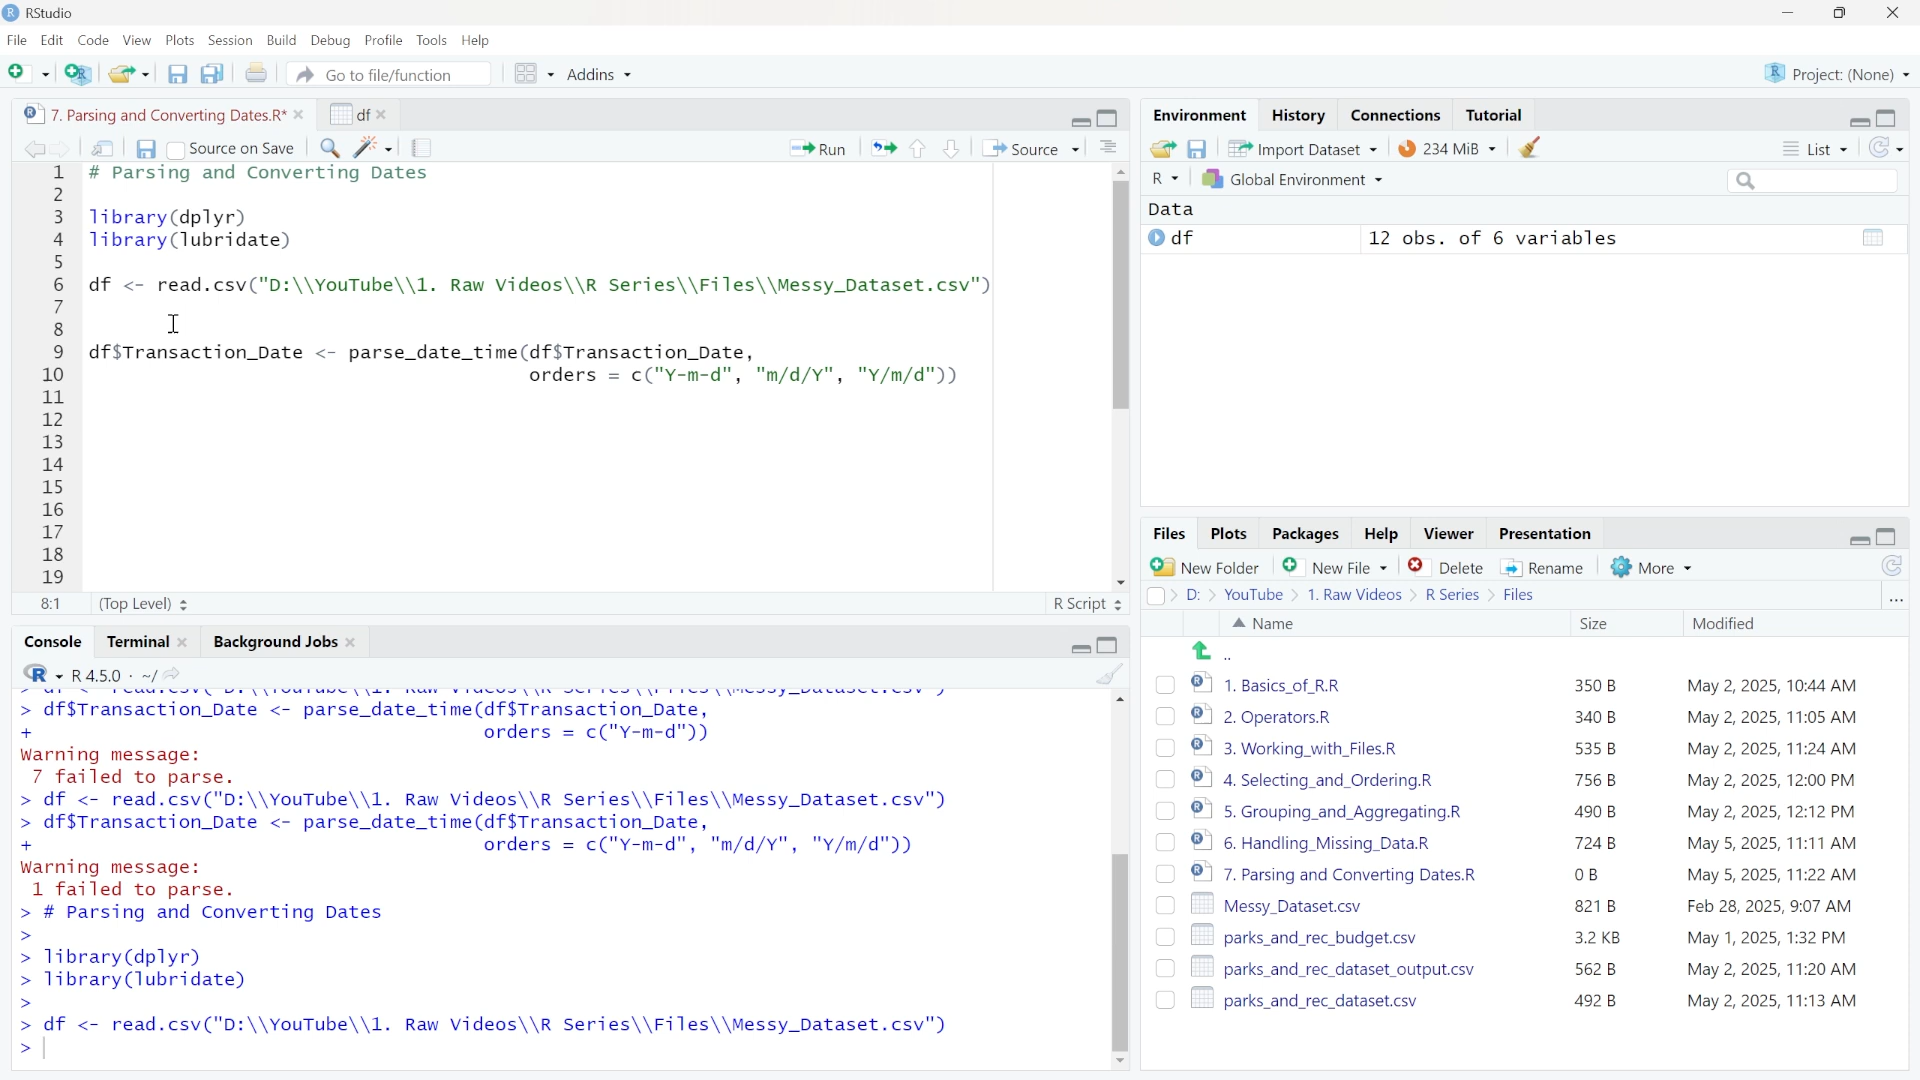 RStudio
File Edit Code View Plots Session Build Debug Profile Tools Help
Go to file/function Addins Project: (None)
7. Parsing and Converting Dates.R* df
Source on Save Run Source
1 # Parsing and Converting Dates
2
3 library(dplyr)
4 library(lubridate)
5
6 df <- read.csv("D:\\YouTube\\1. Raw Videos\\R Series\\Files\\Messy_Dataset.csv")
7
8
9 df$Transaction_Date <- parse_date_time(df$Transaction_Date,
10 orders = c("Y-m-d", "m/d/Y", "Y/m/d"))
11
12
13
14
15
16
17
18
19
8:1 (Top Level) R Script
Console Terminal Background Jobs
R 4.5.0 · ~/
> df <- read.csv("D:\\YouTube\\1. Raw Videos\\R Series\\Files\\Messy_Dataset.csv")
> df$Transaction_Date <- parse_date_time(df$Transaction_Date,
+ orders = c("Y-m-d"))
Warning message:
7 failed to parse.
> df <- read.csv("D:\\YouTube\\1. Raw Videos\\R Series\\Files\\Messy_Dataset.csv")
> df$Transaction_Date <- parse_date_time(df$Transaction_Date,
+ orders = c("Y-m-d", "m/d/Y", "Y/m/d"))
Warning message:
1 failed to parse.
> # Parsing and Converting Dates
>
> library(dplyr)
> library(lubridate)
>
> df <- read.csv("D:\\YouTube\\1. Raw Videos\\R Series\\Files\\Messy_Dataset.csv")
>
Environment History Connections Tutorial
Import Dataset 234 MiB List
R Global Environment
Data
df 12 obs. of 6 variables
Files Plots Packages Help Viewer Presentation
New Folder New File Delete Rename More
D: YouTube 1. Raw Videos R Series Files ...
Name Size Modified
..
1. Basics_of_R.R 350 B May 2, 2025, 10:44 AM
2. Operators.R 340 B May 2, 2025, 11:05 AM
3. Working_with_Files.R 535 B May 2, 2025, 11:24 AM
4. Selecting_and_Ordering.R 756 B May 2, 2025, 12:00 PM
5. Grouping_and_Aggregating.R 490 B May 2, 2025, 12:12 PM
6. Handling_Missing_Data.R 724 B May 5, 2025, 11:11 AM
7. Parsing and Converting Dates.R 0 B May 5, 2025, 11:22 AM
Messy_Dataset.csv 821 B Feb 28, 2025, 9:07 AM
parks_and_rec_budget.csv 3.2 KB May 1, 2025, 1:32 PM
parks_and_rec_dataset_output.csv 562 B May 2, 2025, 11:20 AM
parks_and_rec_dataset.csv 492 B May 2, 2025, 11:13 AM